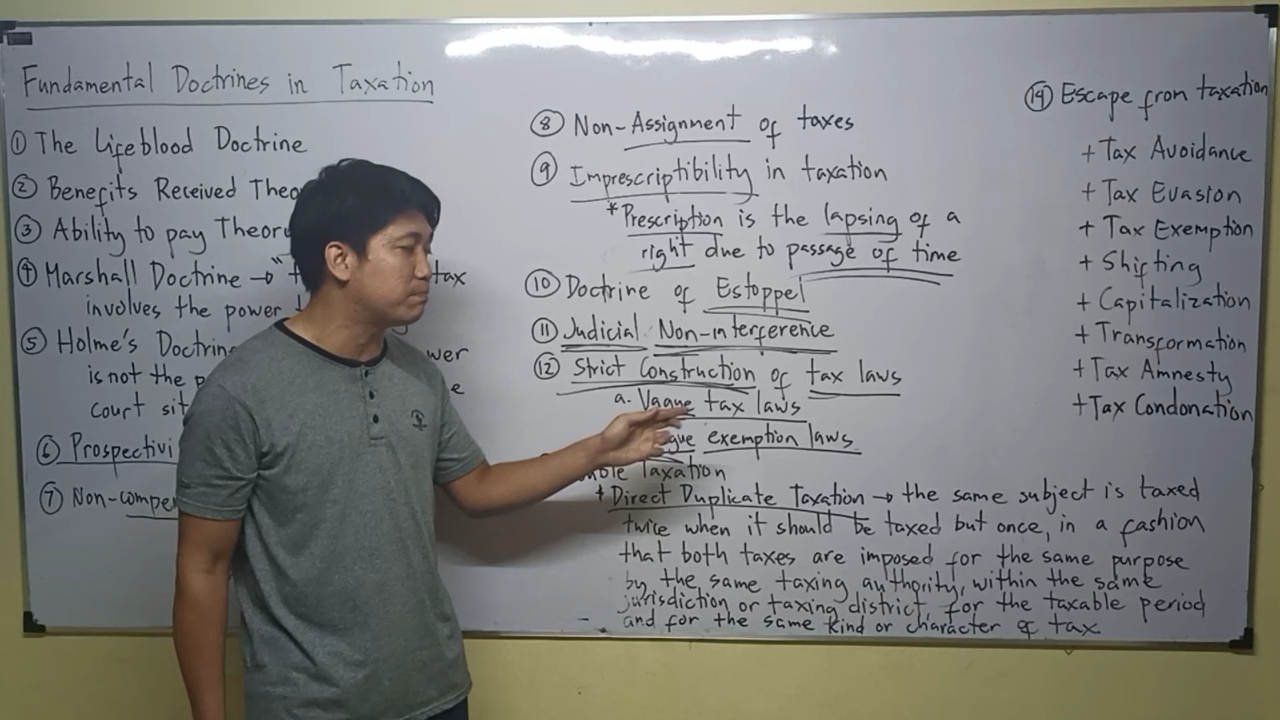 Fundamental Doctrines in Taxation
① The Lifeblood Doctrine
② Benefits Received Theo
③ Ability to pay Theory
④ Marshall Doctrine → "t tax
involves the power t
⑤ Holme's Doctrin wer
is not the p
court sit
⑥ Prospectivi
⑦ Non-compe
⑧ Non-Assignment of taxes
⑨ Imprescriptibility in taxation
*Prescription is the lapsing of a
right due to passage of time
⑩ Doctrine of Estoppel
⑪ Judicial Non-interference
⑫ Strict Construction of tax laws
a. Vague tax laws
gue exemption laws
Taxation
* Direct Duplicate Taxation → the same subject is taxed
twice when it should be taxed but once, in a fashion
that both taxes are imposed for the same purpose
by the same taxing authority, within the same
jurisdiction or taxing district, for the taxable period
and for the same kind or character of tax.
⑭ Escape from taxation
+ Tax Avoidance
+ Tax Evasion
+ Tax Exemption
+ Shifting
+ Capitalization
+ Transformation
+ Tax Amnesty
+ Tax Condonation